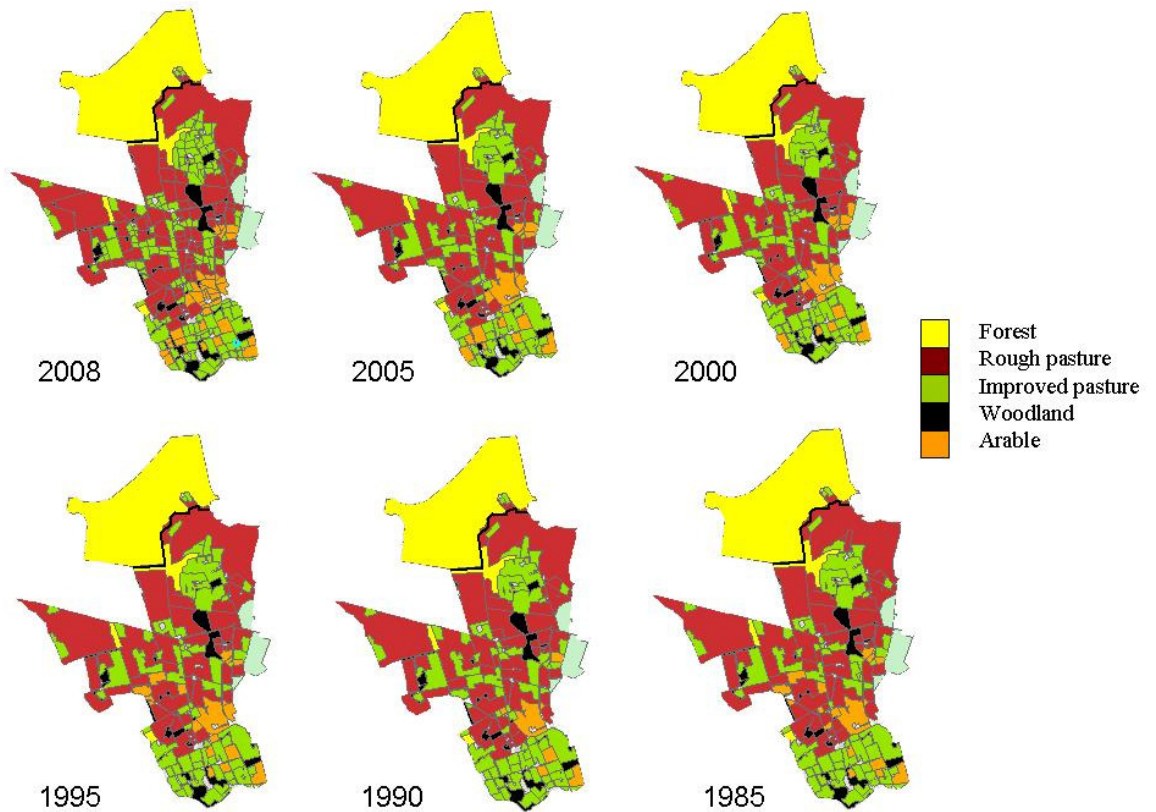 2008
2005
2000
Forest
Rough pasture
Improved pasture
Woodland
Arable
1995
1990
1985